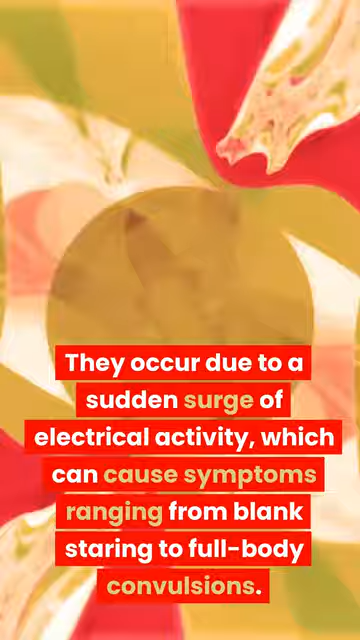 They occur due to a
sudden surge of
electrical activity, which
can cause symptoms
ranging from blank
staring to full-body
convulsions.